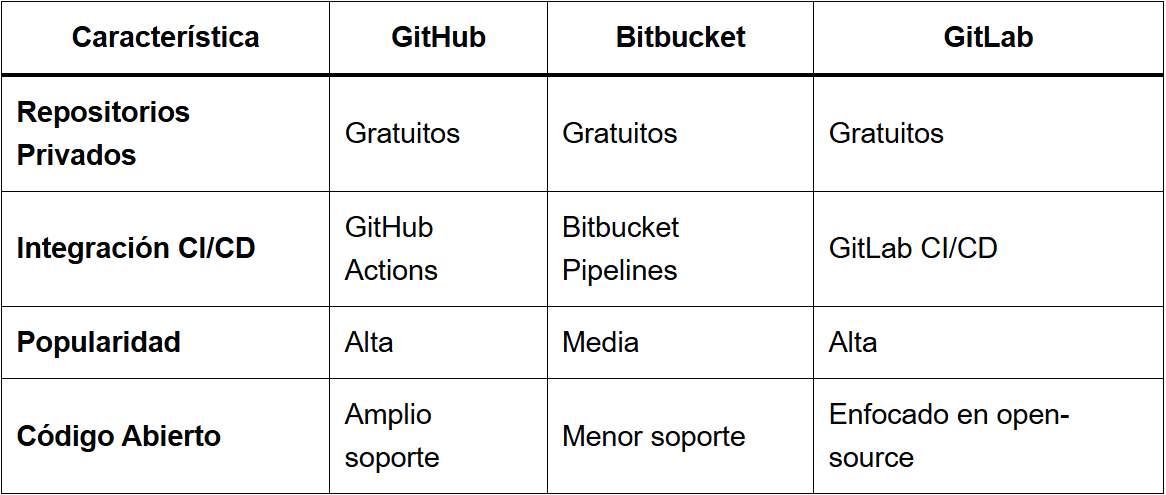 Característica GitHub Bitbucket GitLab
Repositorios
Privados
Gratuitos Gratuitos Gratuitos
Integración CI/CD
GitHub
Actions
Bitbucket
Pipelines
GitLab CI/CD
Popularidad Alta Media Alta
Código Abierto
Amplio
soporte
Menor soporte
Enfocado en open-
source